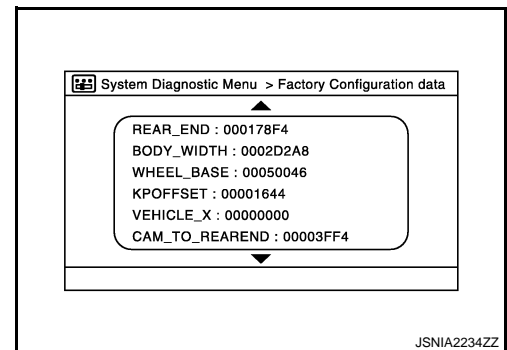 System Diagnostic Menu > Factory Configuration data
REAR_END : 000178F4
BODY_WIDTH : 0002D2A8
WHEEL_BASE : 00050046
KPOFFSET : 00001644
VEHICLE_X : 00000000
CAM_TO_REAREND : 00003FF4
JSNIA2234ZZ